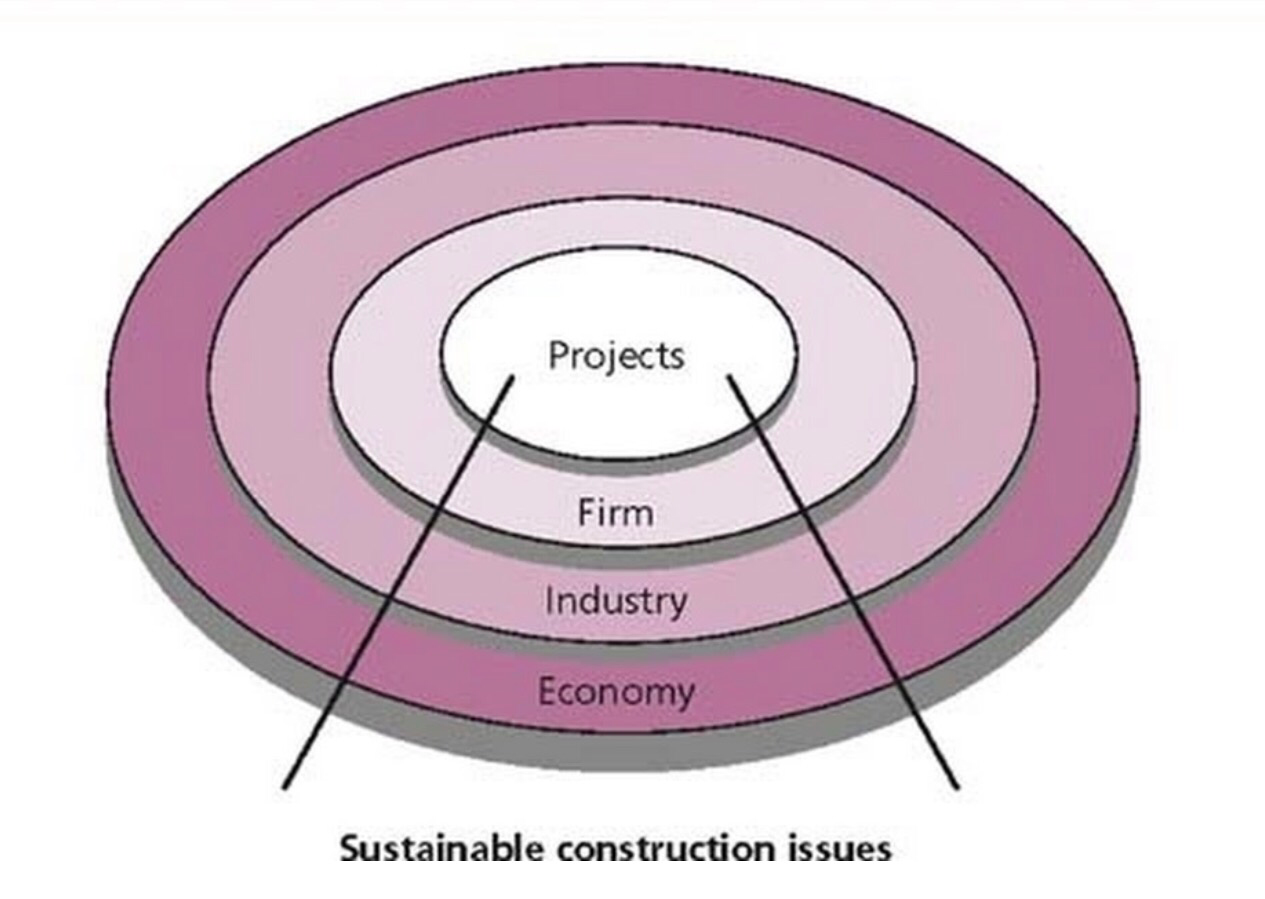 Projects
Firm
Industry
Economy
Sustainable construction issues